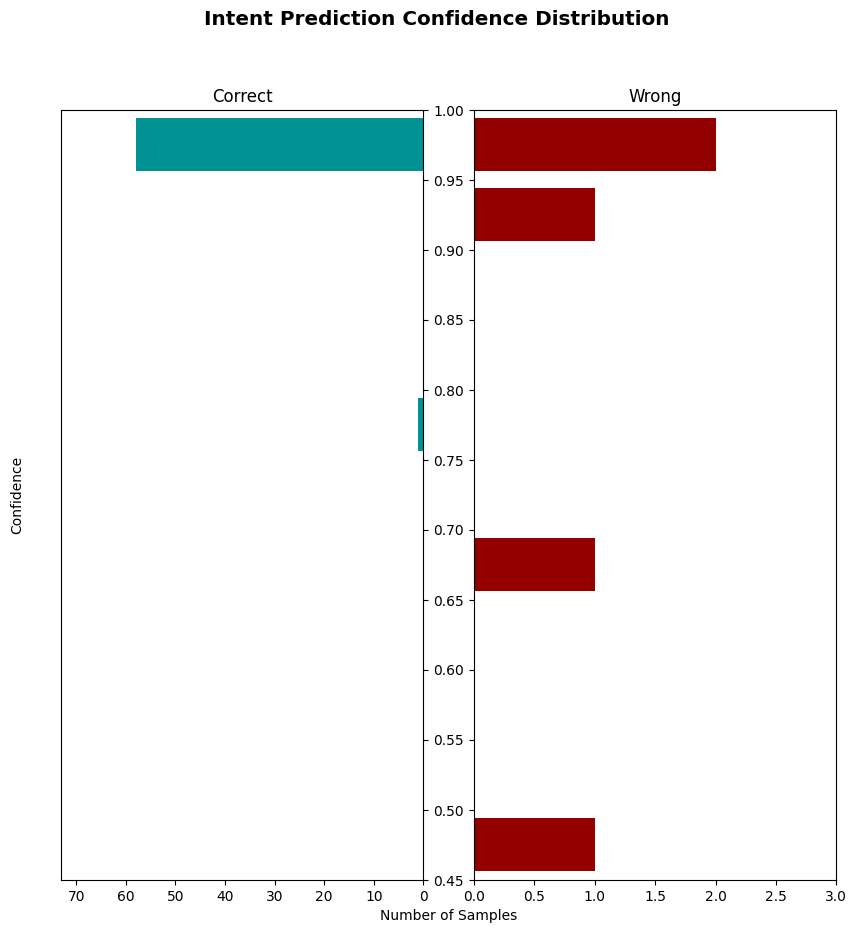 Intent Prediction Confidence Distribution
Correct
Wrong
1.00
0.95
0.90
0.85
0.80
0.75
0.70
0.65
0.60
0.55
0.50
0.45
Confidence
70 60 50 40 30 20 10 0
0.0 0.5 1.0 1.5 2.0 2.5 3.0
Number of Samples